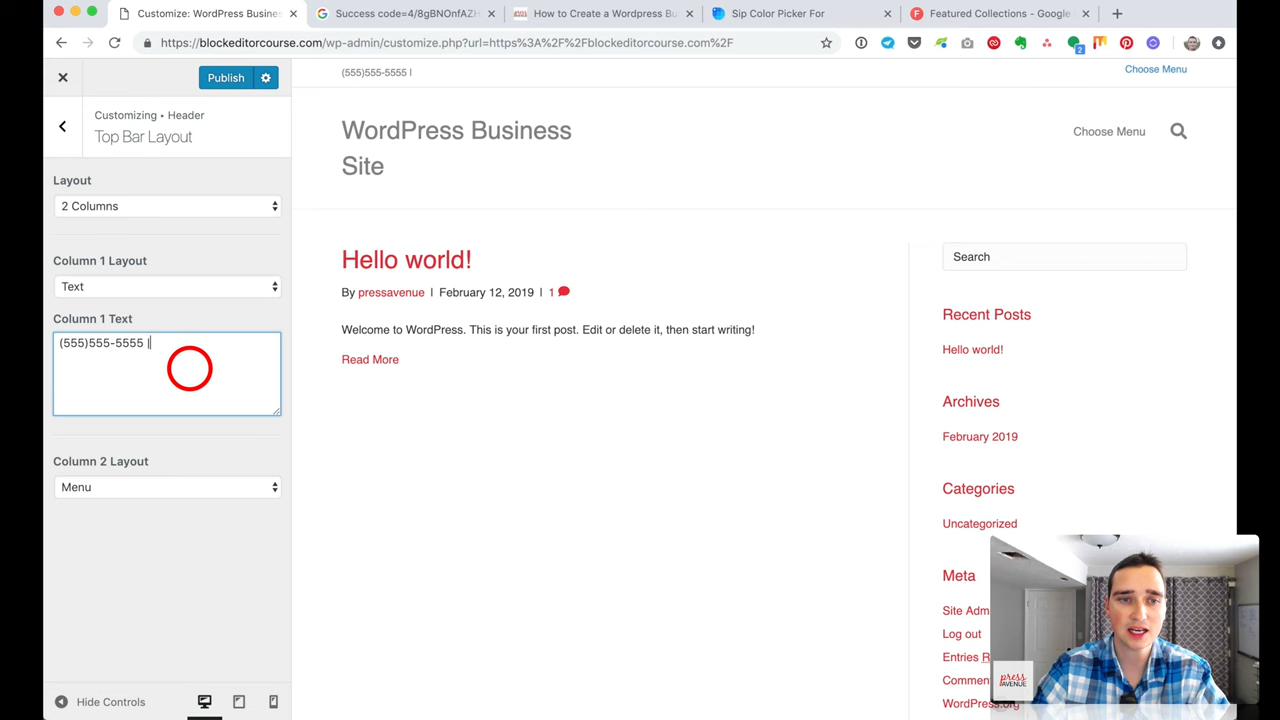 Customize: WordPress Busines
Success code=4/8gBNOnfAZH
How to Create a Wordpress Bu
Sip Color Picker For
Featured Collections - Google
https://blockeditorcourse.com/wp-admin/customize.php?url=https%3A%2F%2Fblockeditorcourse.com%2F
2
Publish
Customizing • Header
Top Bar Layout
Layout
2 Columns
Column 1 Layout
Text
Column 1 Text
(555)555-5555 |
Column 2 Layout
Menu
Hide Controls
(555)555-5555 |
Choose Menu
WordPress Business
Site
Choose Menu
Hello world!
By pressavenue | February 12, 2019 | 1
Welcome to WordPress. This is your first post. Edit or delete it, then start writing!
Read More
Search
Recent Posts
Hello world!
Archives
February 2019
Categories
Uncategorized
Meta
Site Adm
Log out
Entries R
Commen
WordPress.org
press
AVENUE